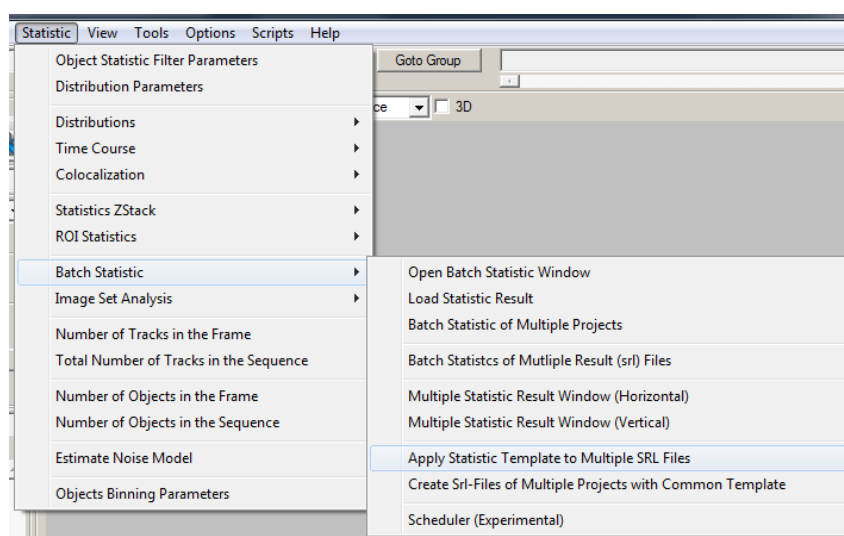 Statistic View Tools Options Scripts Help
Object Statistic Filter Parameters
Distribution Parameters
Distributions
Time Course
Colocalization
Statistics ZStack
ROI Statistics
Batch Statistic
Image Set Analysis
Number of Tracks in the Frame
Total Number of Tracks in the Sequence
Number of Objects in the Frame
Number of Objects in the Sequence
Estimate Noise Model
Objects Binning Parameters
Goto Group
ce 3D
Open Batch Statistic Window
Load Statistic Result
Batch Statistic of Multiple Projects
Batch Statistcs of Mutliple Result (srl) Files
Multiple Statistic Result Window (Horizontal)
Multiple Statistic Result Window (Vertical)
Apply Statistic Template to Multiple SRL Files
Create Srl-Files of Multiple Projects with Common Template
Scheduler (Experimental)